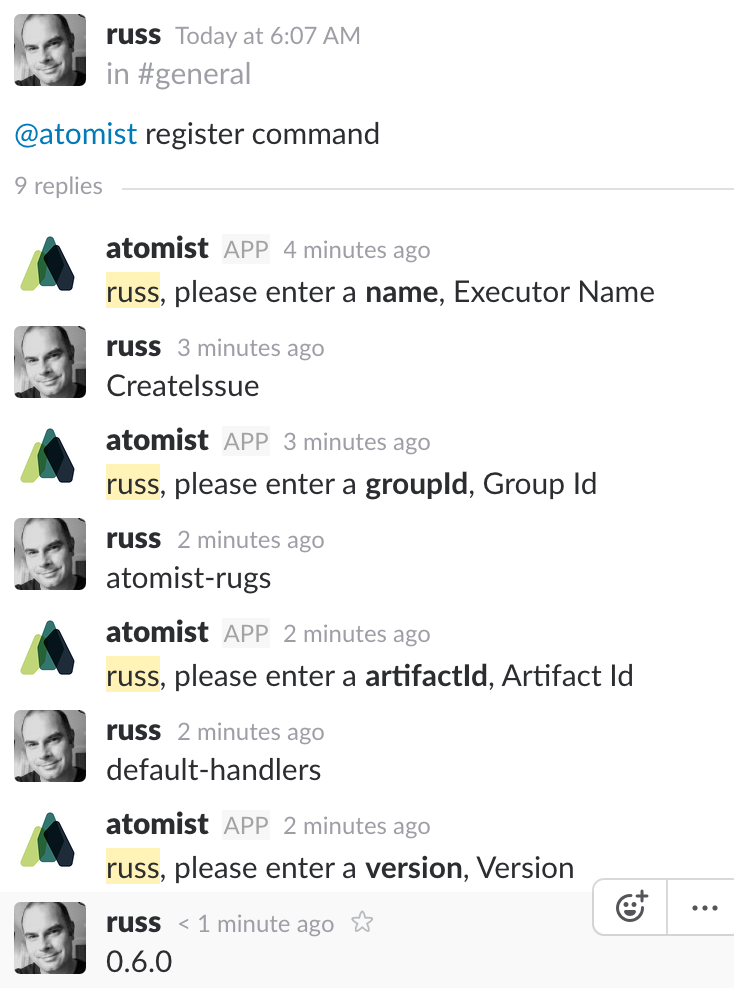 russ Today at 6:07 AM
in #general
@atomist register command
9 replies
atomist APP 4 minutes ago
russ, please enter a name, Executor Name
russ 3 minutes ago
CreateIssue
atomist APP 3 minutes ago
russ, please enter a groupId, Group Id
russ 2 minutes ago
atomist-rugs
atomist APP 2 minutes ago
russ, please enter a artifactId, Artifact Id
russ 2 minutes ago
default-handlers
atomist APP 2 minutes ago
russ, please enter a version, Version
russ < 1 minute ago
0.6.0